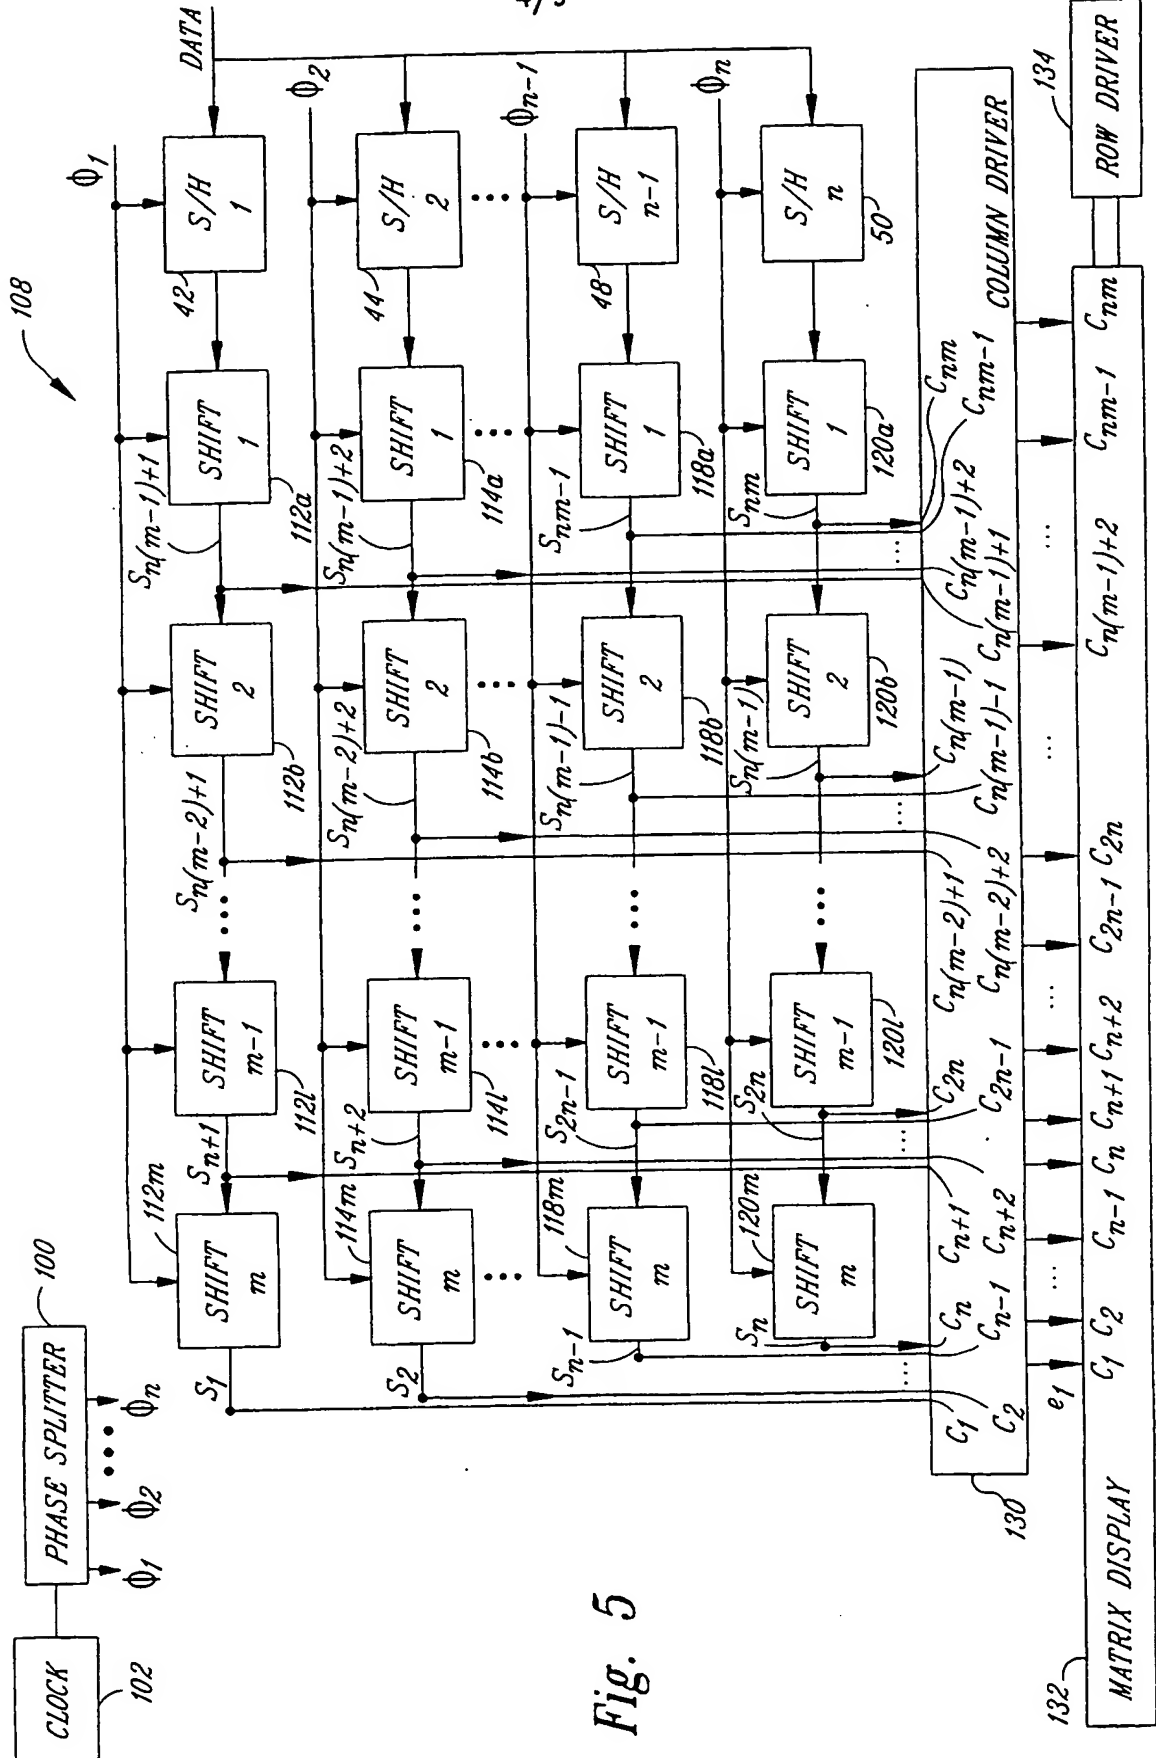 4/5
108
CLOCK
102
PHASE SPLITTER
100
ϕ1 ϕ2 •••• ϕn
DATA
ϕ1
S/H 1
42
SHIFT 1
112a
Sn(m-1)+1
SHIFT 2
112b
Sn(m-2)+1
••••
SHIFT m-1
112l
Sn+1
SHIFT m
112m
S1
ϕ2
S/H 2
44
SHIFT 1
114a
Sn(m-1)+2
SHIFT 2
114b
Sn(m-2)+2
••••
SHIFT m-1
114l
Sn+2
SHIFT m
114m
S2
ϕn-1
S/H n-1
48
SHIFT 1
118a
Snm-1
SHIFT 2
118b
Sn(m-1)-1
••••
SHIFT m-1
118l
S2n-1
SHIFT m
118m
Sn-1
ϕn
S/H n
50
SHIFT 1
120a
Snm
SHIFT 2
120b
Sn(m-1)
••••
SHIFT m-1
120l
S2n
SHIFT m
120m
Sn
C1 C2 ... Cn-1 Cn Cn+1 Cn+2 ... C2n-1 C2n Cn(m-2)+1 Cn(m-2)+2 ... Cn(m-1)-1 Cn(m-1) Cn(m-1)+1 Cn(m-1)+2 ... Cnm-1 Cnm
COLUMN DRIVER
130
e1
C1 C2 ... Cn-1 Cn Cn+1 Cn+2 ... C2n-1 C2n ... Cn(m-1)+2 ... Cnm-1 Cnm
MATRIX DISPLAY
132
ROW DRIVER
134
Fig. 5